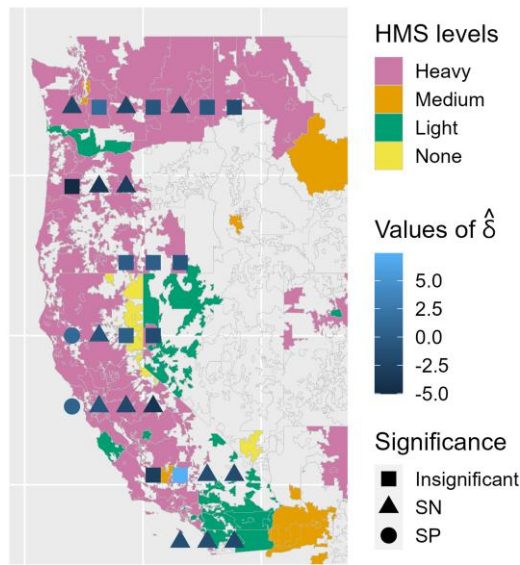 HMS levels
Heavy
Medium
Light
None
Values of δ̂
5.0
2.5
0.0
-2.5
-5.0
Significance
Insignificant
SN
SP